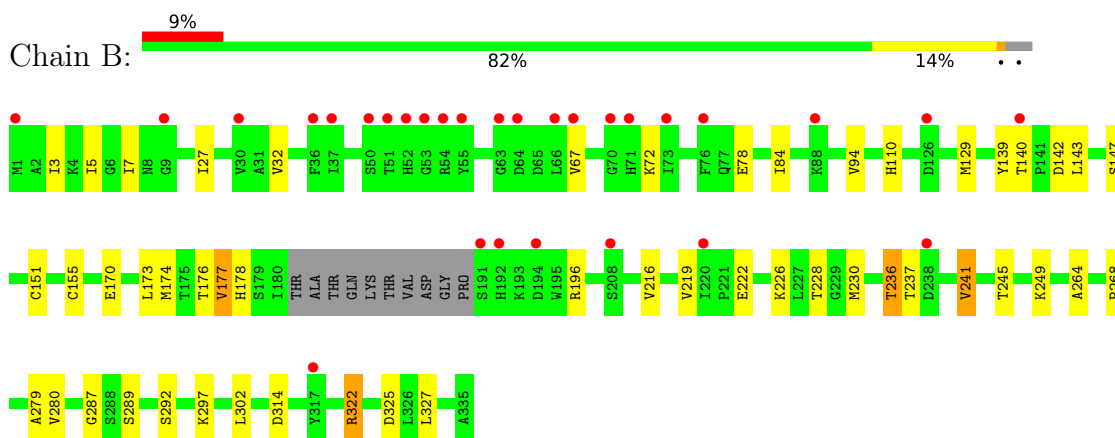 9%
Chain B:
82% 14% • •
M1 A2 I3 K4 I5 G6 I7 N8 G9 I27 V30 A31 V32 F36 I37 S50 T51 H52 G53 R54 Y55 G63 D64 D65 L66 V67 G70 H71 K72 I73 F76 Q77 E78 I84 K88 V94 H110 D126 M129 Y139 T140 P141 D142 L143 S147
C151 C155 E170 L173 M174 T175 T176 V177 H178 S179 I180 THR ALA THR GLN LYS THR VAL ASP GLY PRO S191 H192 K193 D194 W195 R196 S208 V216 V219 I220 P221 E222 K226 L227 T228 G229 M230 T236 T237 D238 V241 T245 K249 A264
A279 V280 G287 S288 S289 S292 K297 L302 D314 Y317 R322 D325 L326 L327 A335